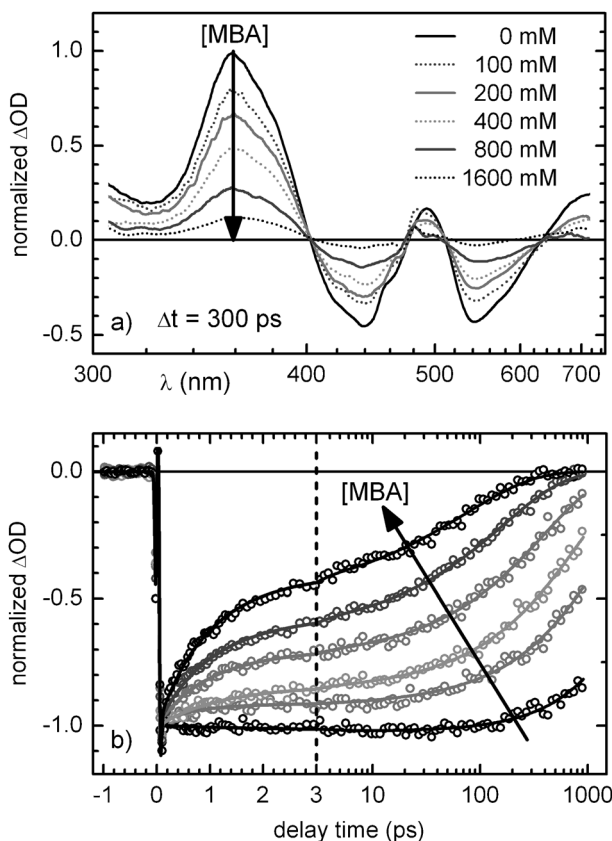 [MBA]
0 mM
100 mM
200 mM
400 mM
800 mM
1600 mM
1.0
0.5
0.0
-0.5
normalized ΔOD
a) Δt = 300 ps
300 400 500 600 700
λ (nm)
[MBA]
0.0
-0.5
-1.0
normalized ΔOD
b)
-1 0 1 2 3 10 100 1000
delay time (ps)